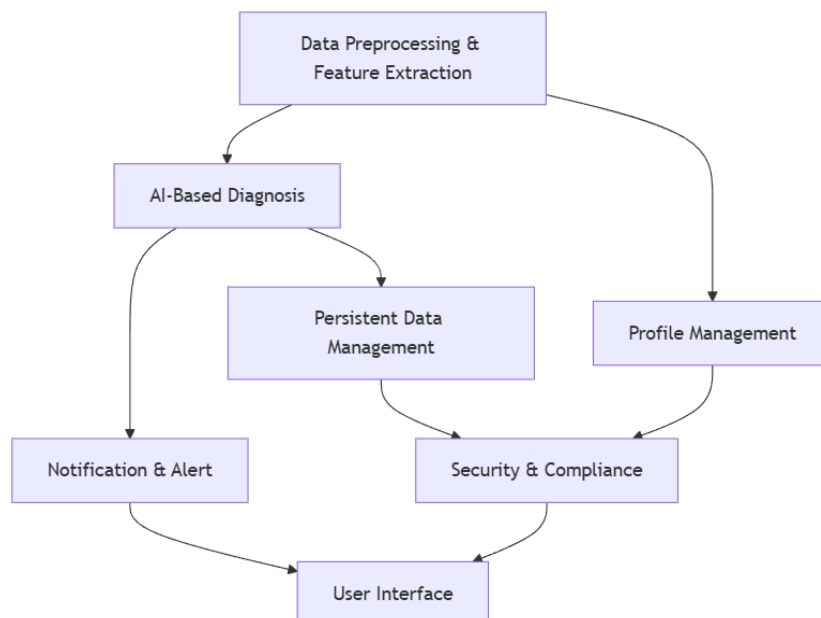 Data Preprocessing &
Feature Extraction
AI-Based Diagnosis
Persistent Data
Management
Profile Management
Notification & Alert
Security & Compliance
User Interface